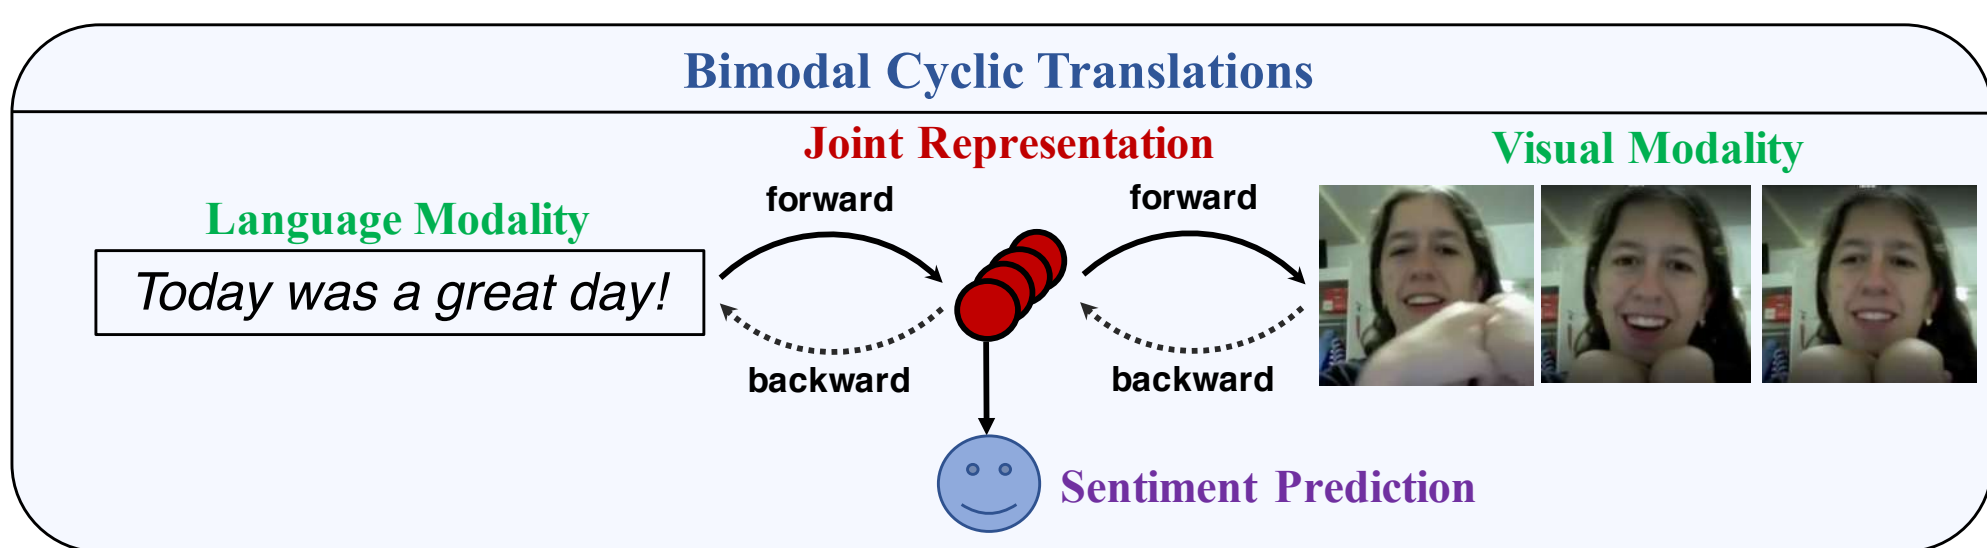 Bimodal Cyclic Translations
Joint Representation
Visual Modality
forward
forward
Language Modality
Today was a great day!
backward
backward
Sentiment Prediction